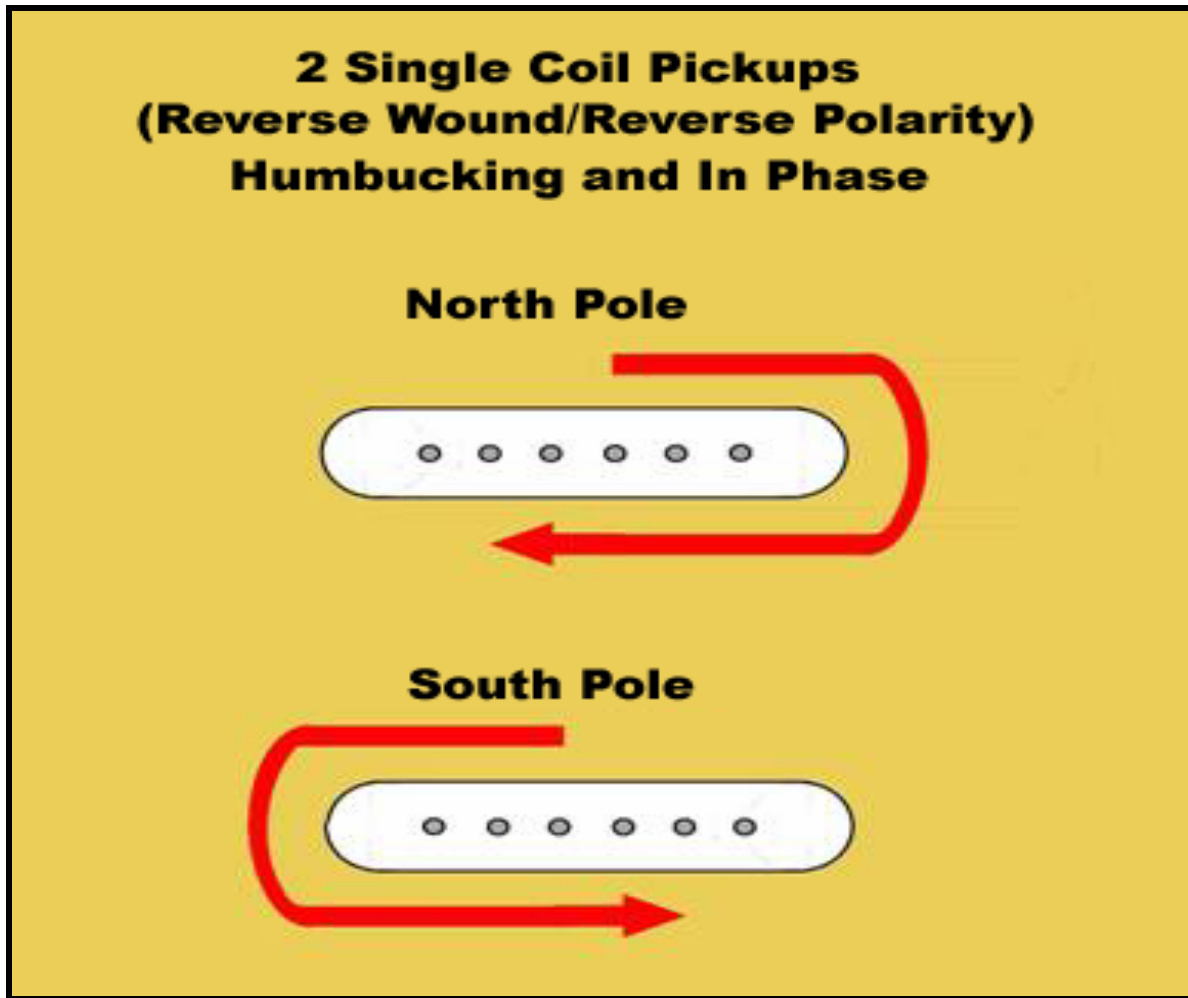 2 Single Coil Pickups
(Reverse Wound/Reverse Polarity)
Humbucking and In Phase
North Pole
South Pole